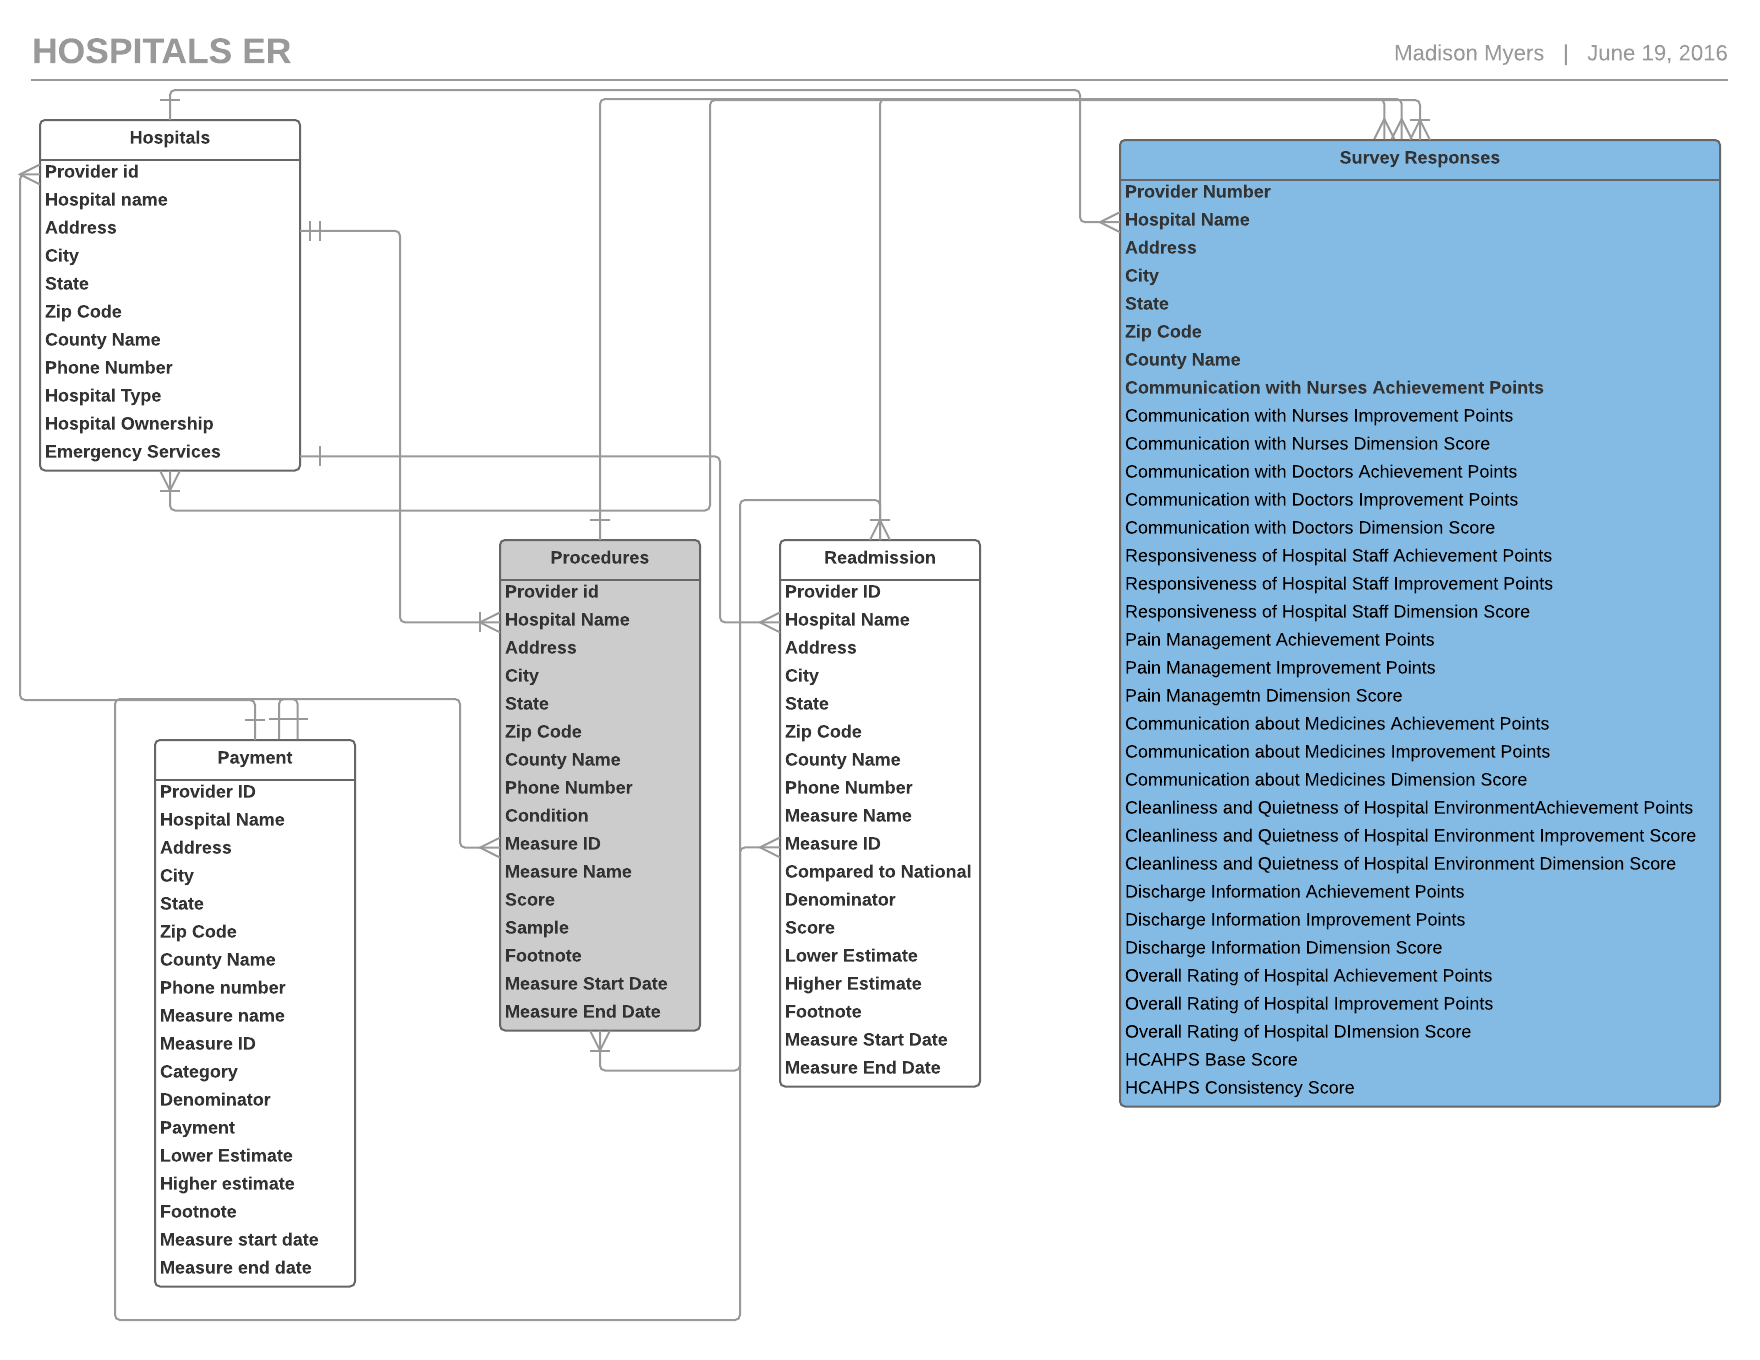 HOSPITALS ER
Madison Myers | June 19, 2016
Hospitals
Provider id
Hospital name
Address
City
State
Zip Code
County Name
Phone Number
Hospital Type
Hospital Ownership
Emergency Services
Survey Responses
Provider Number
Hospital Name
Address
City
State
Zip Code
County Name
Communication with Nurses Achievement Points
Communication with Nurses Improvement Points
Communication with Nurses Dimension Score
Communication with Doctors Achievement Points
Communication with Doctors Improvement Points
Communication with Doctors Dimension Score
Responsiveness of Hospital Staff Achievement Points
Responsiveness of Hospital Staff Improvement Points
Responsiveness of Hospital Staff Dimension Score
Pain Management Achievement Points
Pain Management Improvement Points
Pain Managemtn Dimension Score
Communication about Medicines Achievement Points
Communication about Medicines Improvement Points
Communication about Medicines Dimension Score
Cleanliness and Quietness of Hospital EnvironmentAchievement Points
Cleanliness and Quietness of Hospital Environment Improvement Score
Cleanliness and Quietness of Hospital Environment Dimension Score
Discharge Information Achievement Points
Discharge Information Improvement Points
Discharge Information Dimension Score
Overall Rating of Hospital Achievement Points
Overall Rating of Hospital Improvement Points
Overall Rating of Hospital DImension Score
HCAHPS Base Score
HCAHPS Consistency Score
Procedures
Provider id
Hospital Name
Address
City
State
Zip Code
County Name
Phone Number
Condition
Measure ID
Measure Name
Score
Sample
Footnote
Measure Start Date
Measure End Date
Readmission
Provider ID
Hospital Name
Address
City
State
Zip Code
County Name
Phone Number
Measure Name
Measure ID
Compared to National
Denominator
Score
Lower Estimate
Higher Estimate
Footnote
Measure Start Date
Measure End Date
Payment
Provider ID
Hospital Name
Address
City
State
Zip Code
County Name
Phone number
Measure name
Measure ID
Category
Denominator
Payment
Lower Estimate
Higher estimate
Footnote
Measure start date
Measure end date